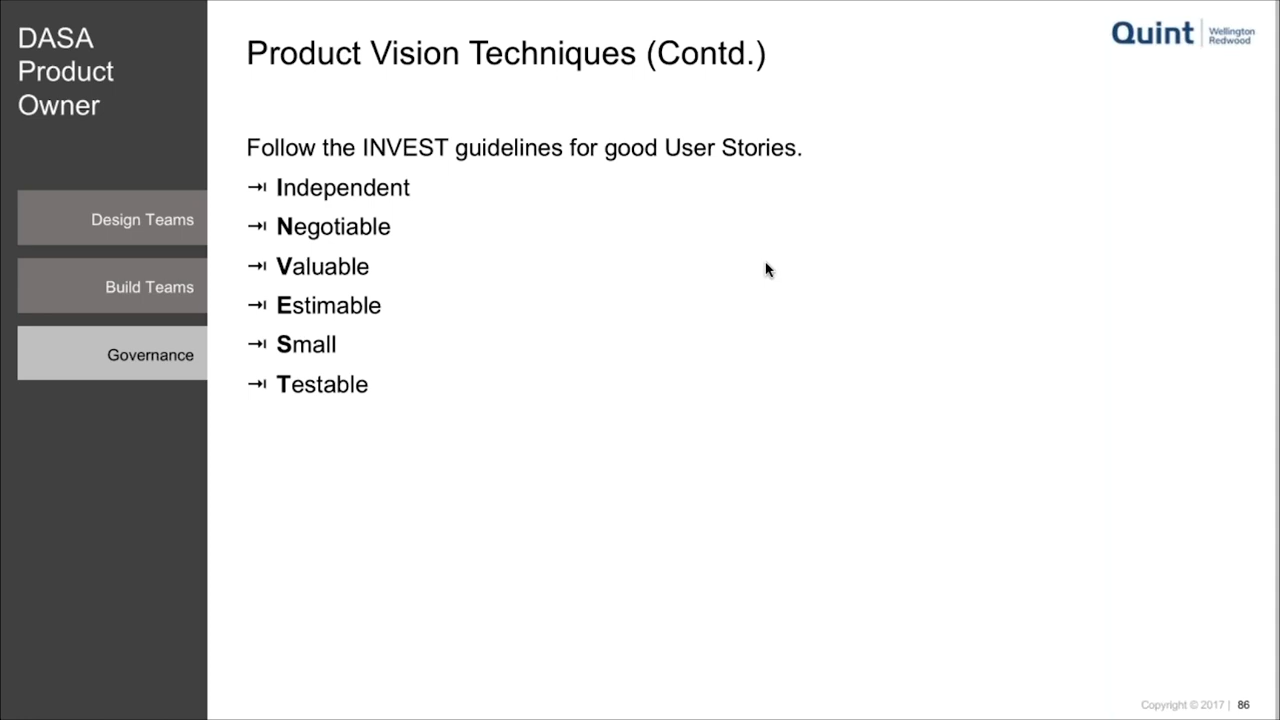 DASA
Product
Owner
Design Teams
Build Teams
Governance
Product Vision Techniques (Contd.)
Quint
Wellington
Redwood
Follow the INVEST guidelines for good User Stories.
⇥ Independent
⇥ Negotiable
⇥ Valuable
⇥ Estimable
⇥ Small
⇥ Testable
Copyright © 2017 | 86